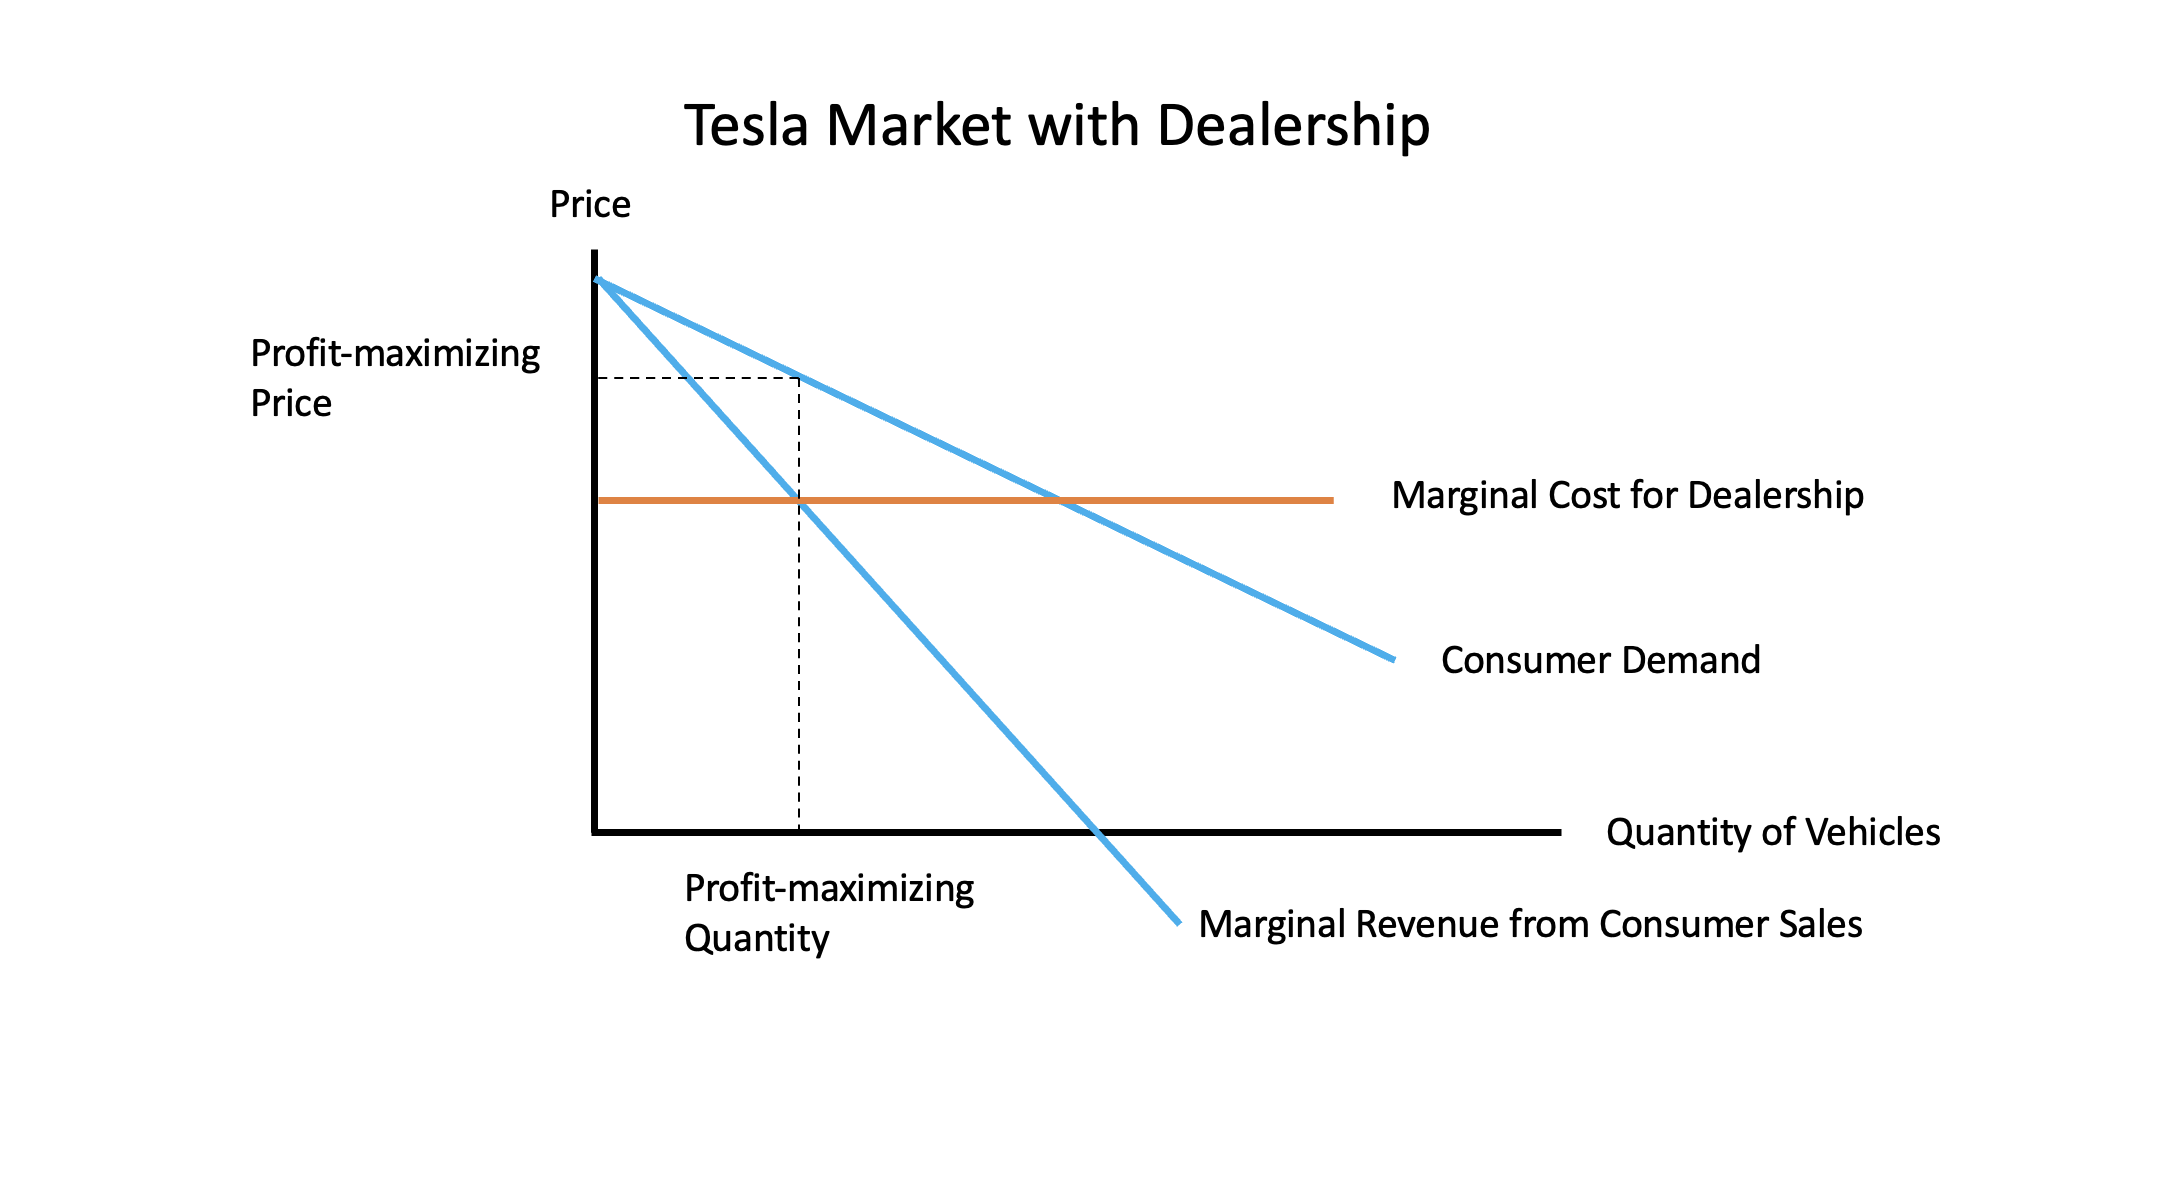 Tesla Market with Dealership
Price
Profit-maximizing
Price
Marginal Cost for Dealership
Consumer Demand
Quantity of Vehicles
Profit-maximizing
Quantity
Marginal Revenue from Consumer Sales